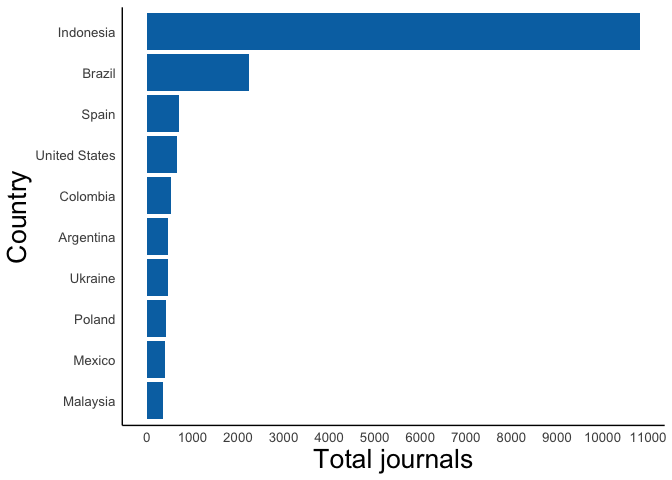 Indonesia
Brazil
Spain
United States
Colombia
Argentina
Ukraine
Poland
Mexico
Malaysia
Country
0 1000 2000 3000 4000 5000 6000 7000 8000 9000 10000 11000
Total journals